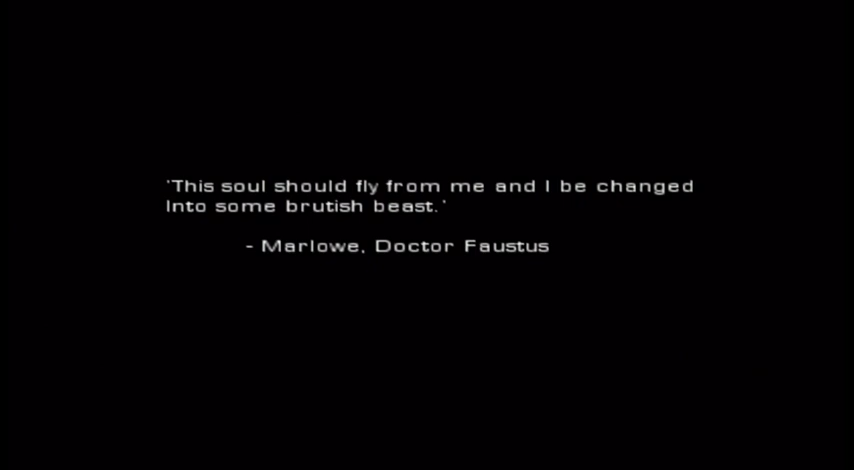 'This soul should fly from me and I be changed
Into some brutish beast.'
- Marlowe, Doctor Faustus